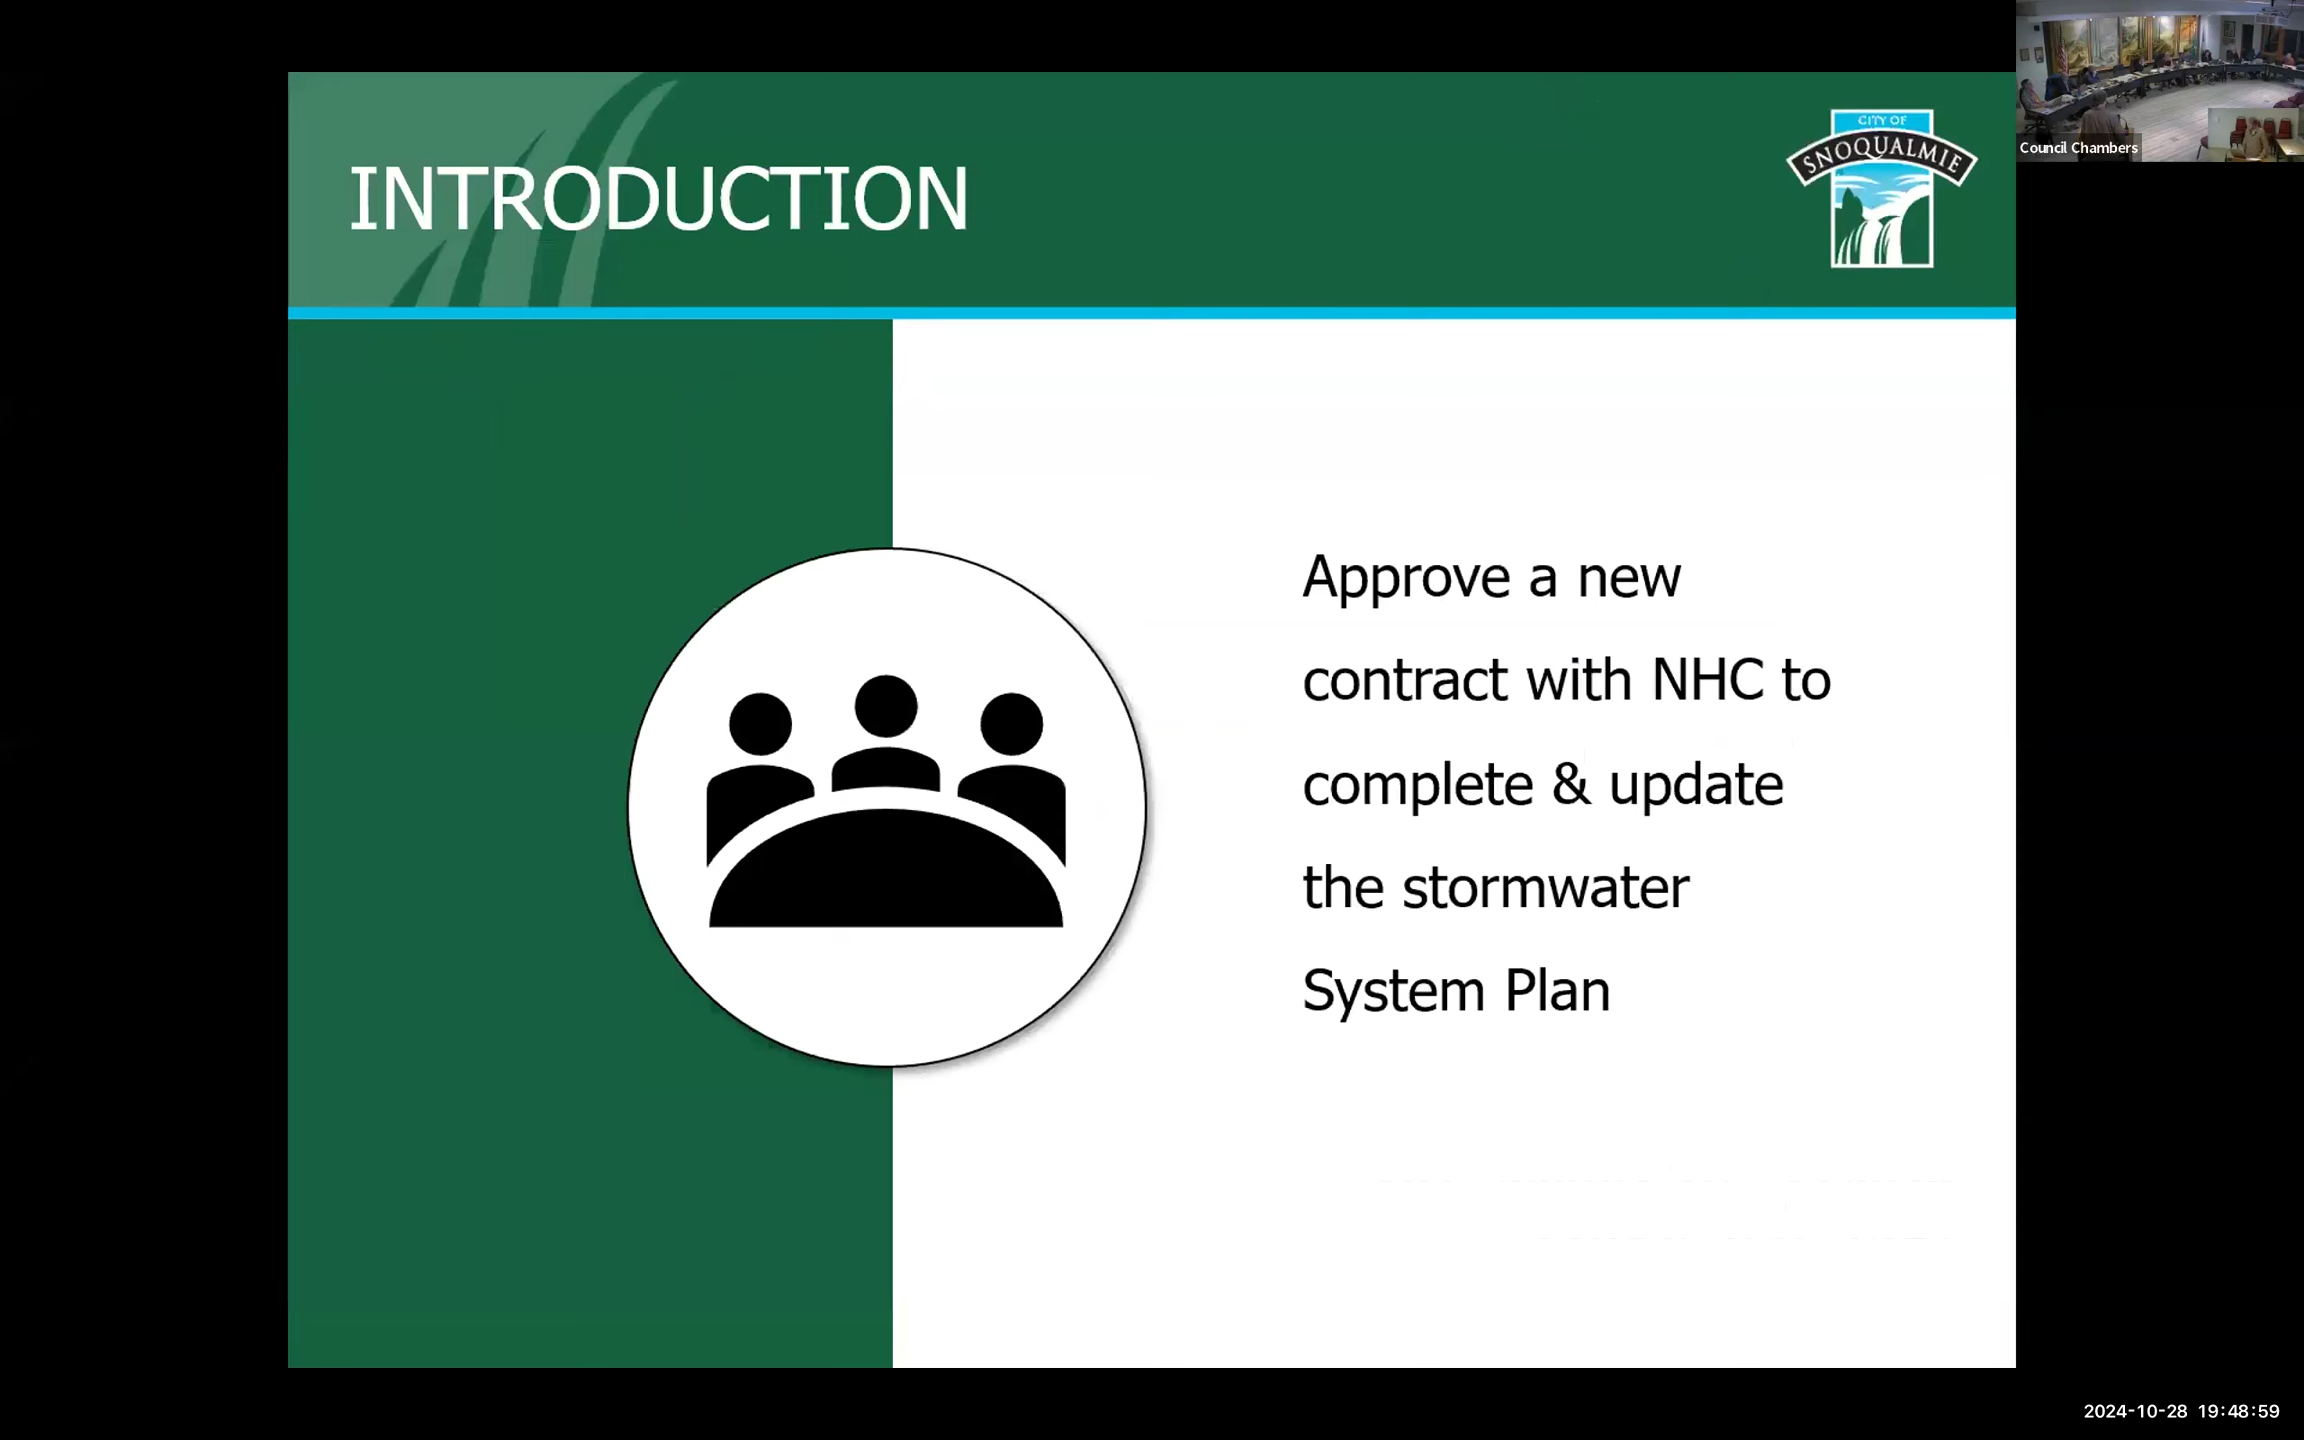 INTRODUCTION
CITY OF
SNOQUALMIE
Council Chambers
Approve a new
contract with NHC to
complete & update
the stormwater
System Plan
2024-10-28 19:48:59